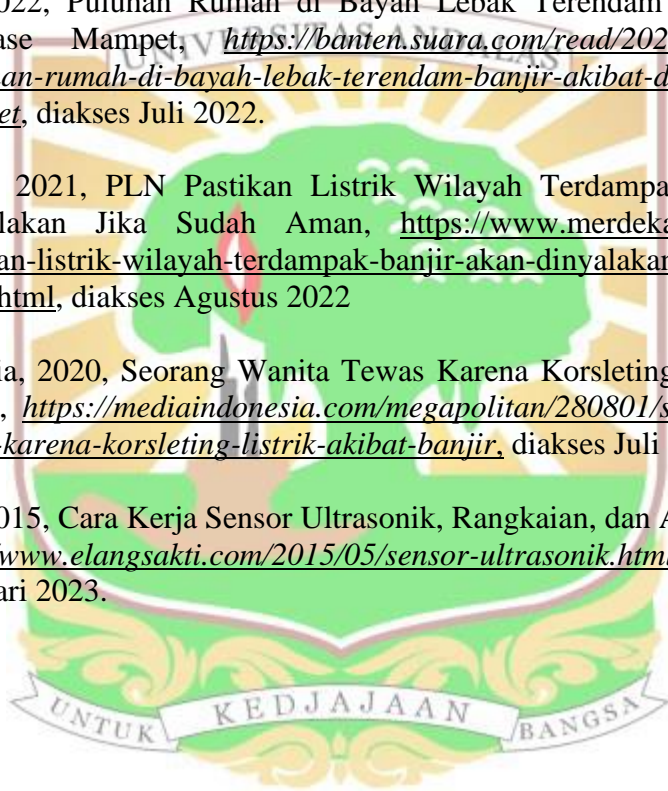 022, Puluhan Rumah di Bayah Lebak Terendam
ase Mampet, https://banten.suara.com/read/202
an-rumah-di-bayah-lebak-terendam-banjir-akibat-d
et, diakses Juli 2022.
2021, PLN Pastikan Listrik Wilayah Terdampa
lakan Jika Sudah Aman, https://www.merdeka
an-listrik-wilayah-terdampak-banjir-akan-dinyalakan
html, diakses Agustus 2022
ia, 2020, Seorang Wanita Tewas Karena Korsleting
, https://mediaindonesia.com/megapolitan/280801/s
-karena-korsleting-listrik-akibat-banjir, diakses Juli
015, Cara Kerja Sensor Ultrasonik, Rangkaian, dan A
/www.elangsakti.com/2015/05/sensor-ultrasonik.html
ari 2023.
UNIVERSITAS ANDALAS
UNTUK KEDJAJAAN BANGSA